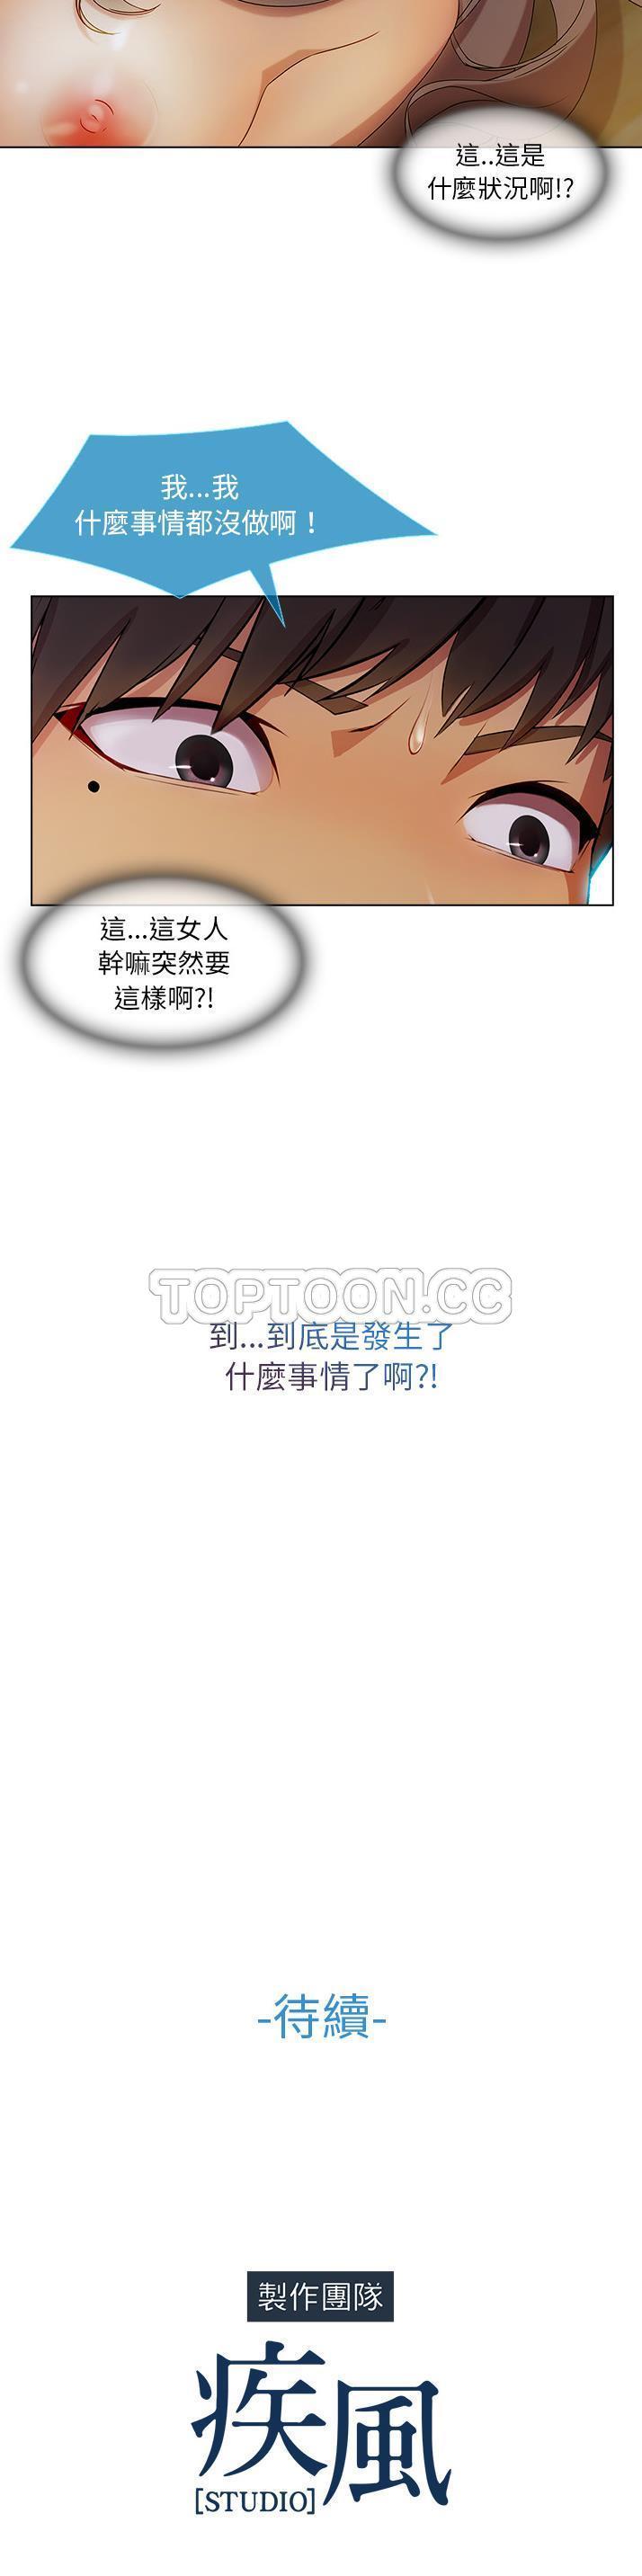 這..這是
什麼狀況啊!?
我...我
什麼事情都沒做啊！
這...這女人
幹嘛突然要
這樣啊?!
TOPTOON.CC
到...到底是發生了
什麼事情了啊?!
-待續-
製作團隊
疾風
[STUDIO]